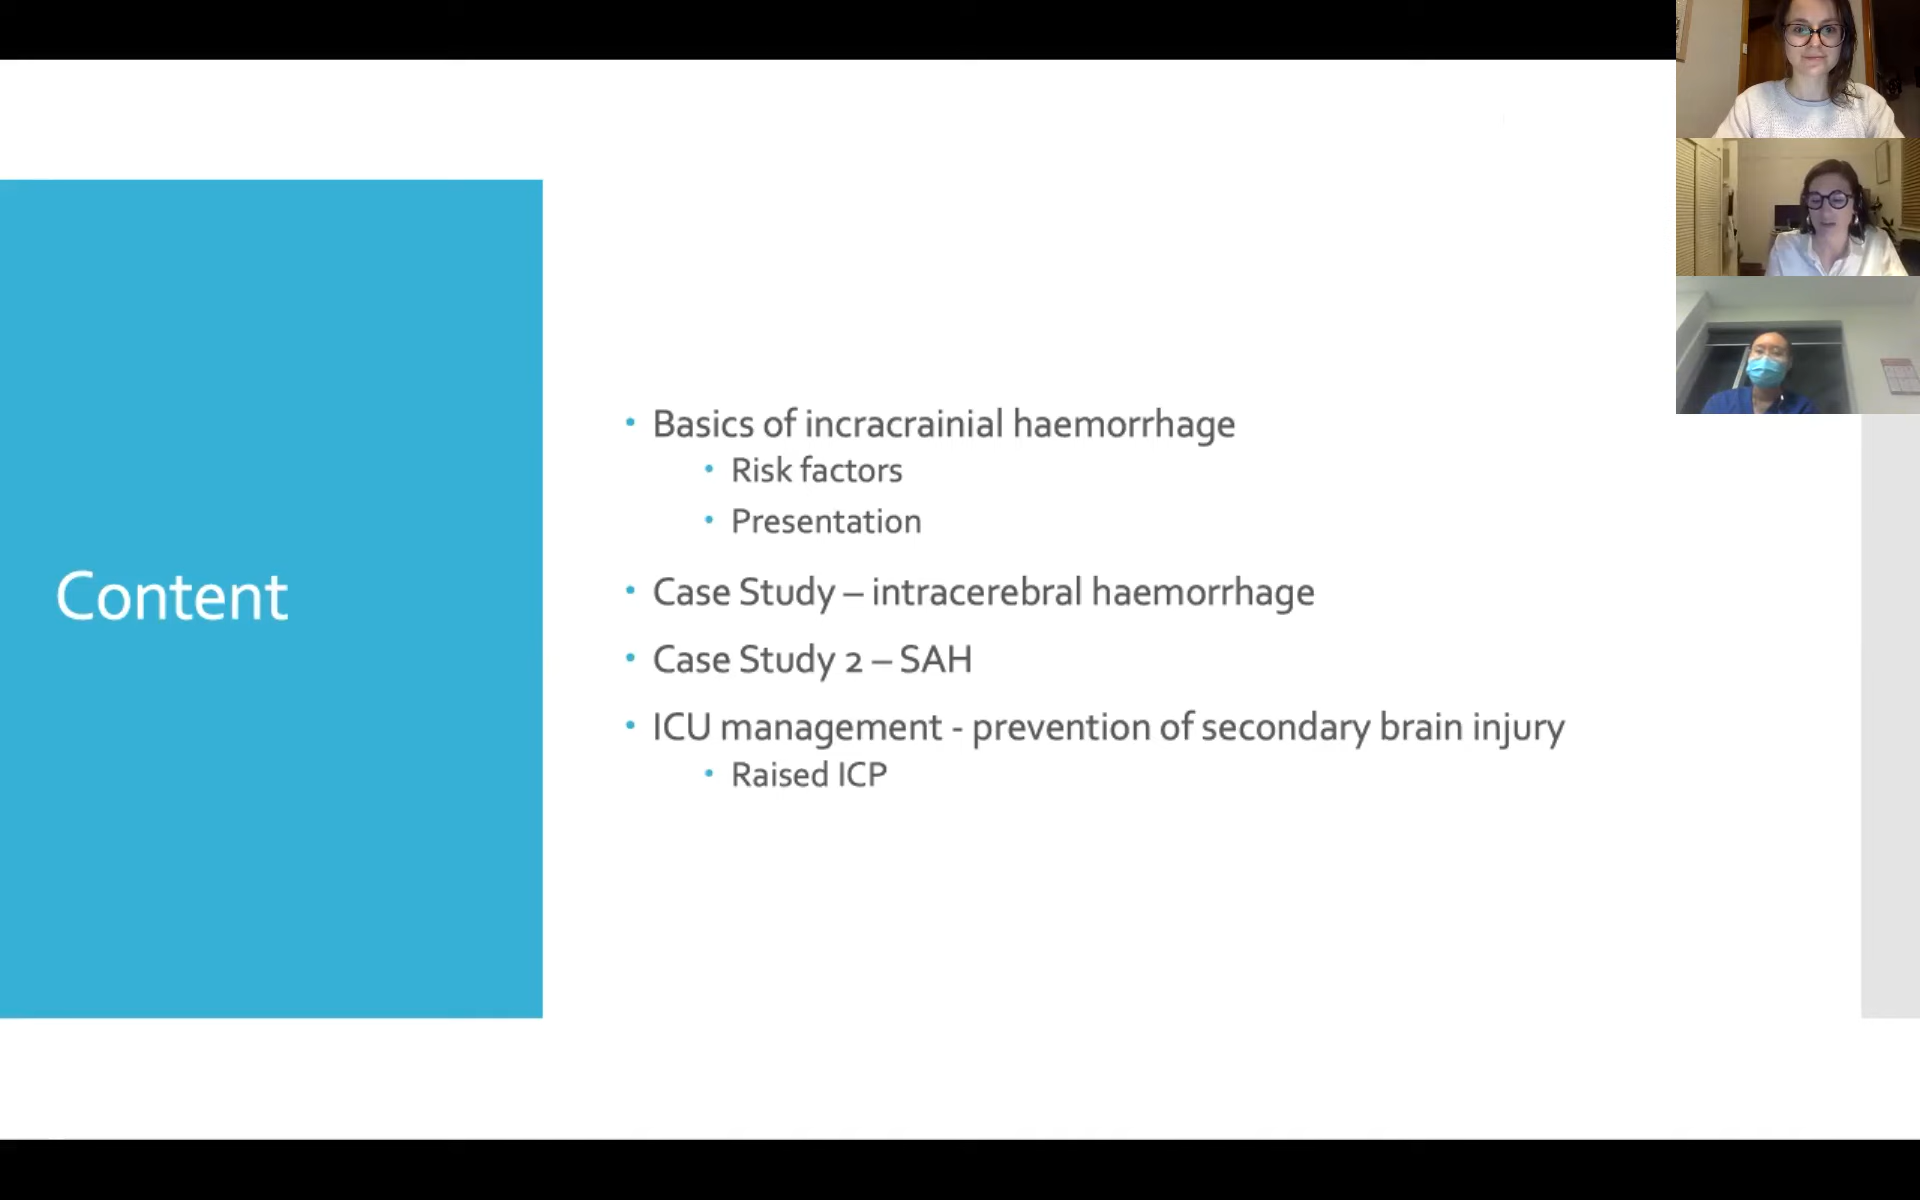 Content
• Basics of incracrainial haemorrhage
• Risk factors
• Presentation
• Case Study – intracerebral haemorrhage
• Case Study 2 – SAH
• ICU management - prevention of secondary brain injury
• Raised ICP